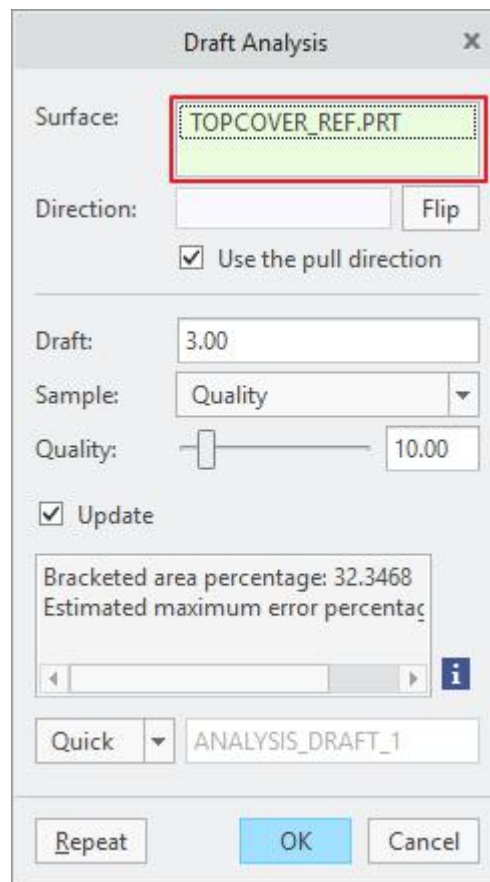 Draft Analysis
Surface: TOPCOVER_REF.PRT
Direction: Flip
Use the pull direction
Draft: 3.00
Sample: Quality
Quality: 10.00
Update
Bracketed area percentage: 32.3468
Estimated maximum error
Quick ANALYSIS_DRAFT_1
Repeat OK Cancel